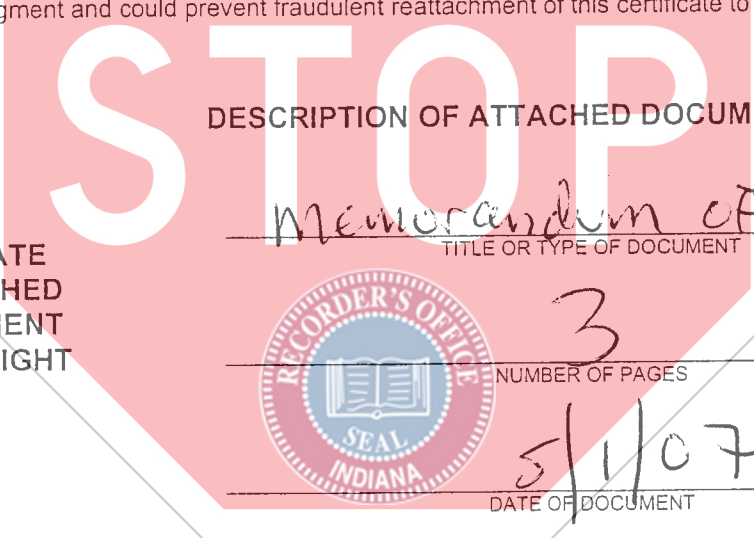 gment and could prevent fraudulent reattachment of this certificate to
STOP
DESCRIPTION OF ATTACHED DOCUM
Memorandum of
TITLE OR TYPE OF DOCUMENT
ATE
HED
ENT
IGHT
3
NUMBER OF PAGES
RECORDER'S OFFICE
SEAL
INDIANA
5/1/07
DATE OF DOCUMENT